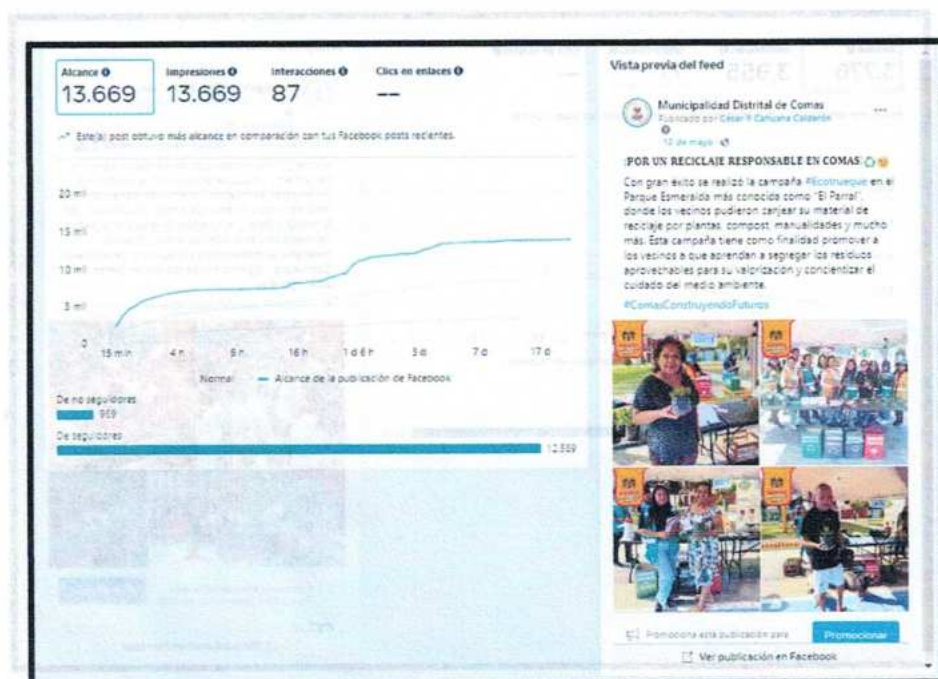 Alcance
Impresiones
Interacciones
Clics en enlaces
13.669
13.669
87
--
Este(a) post obtuvo más alcance en comparación con tus Facebook posts recientes.
20 mil
15 mil
10 mil
5 mil
0
15 min
4 h
16 h
1 d 6 h
3 d
7 d
17 d
Normal
Alcance de la publicación de Facebook
De no seguidores
969
De seguidores
Vista previa del feed
Municipalidad Distrital de Comas
Publicado por César
12 de mayo
¡POR UN RECICLAJE RESPONSABLE EN COMAS!
Con gran éxito se realizó la campaña #Ecotrueque en el
Parque Esmeralda más conocida como "El Parral",
donde los vecinos pudieron canjear su material de
reciclaje por plantas, compost, manualidades y mucho
más. Esta campaña tiene como finalidad promover a
los vecinos a que aprendan a segregar los residuos
aprovechables para su valorización y concientizar el
cuidado del medio ambiente.
#ComasConstruyendoFuturos
Promociona esta publicación para
Promocionar
Ver publicación en Facebook